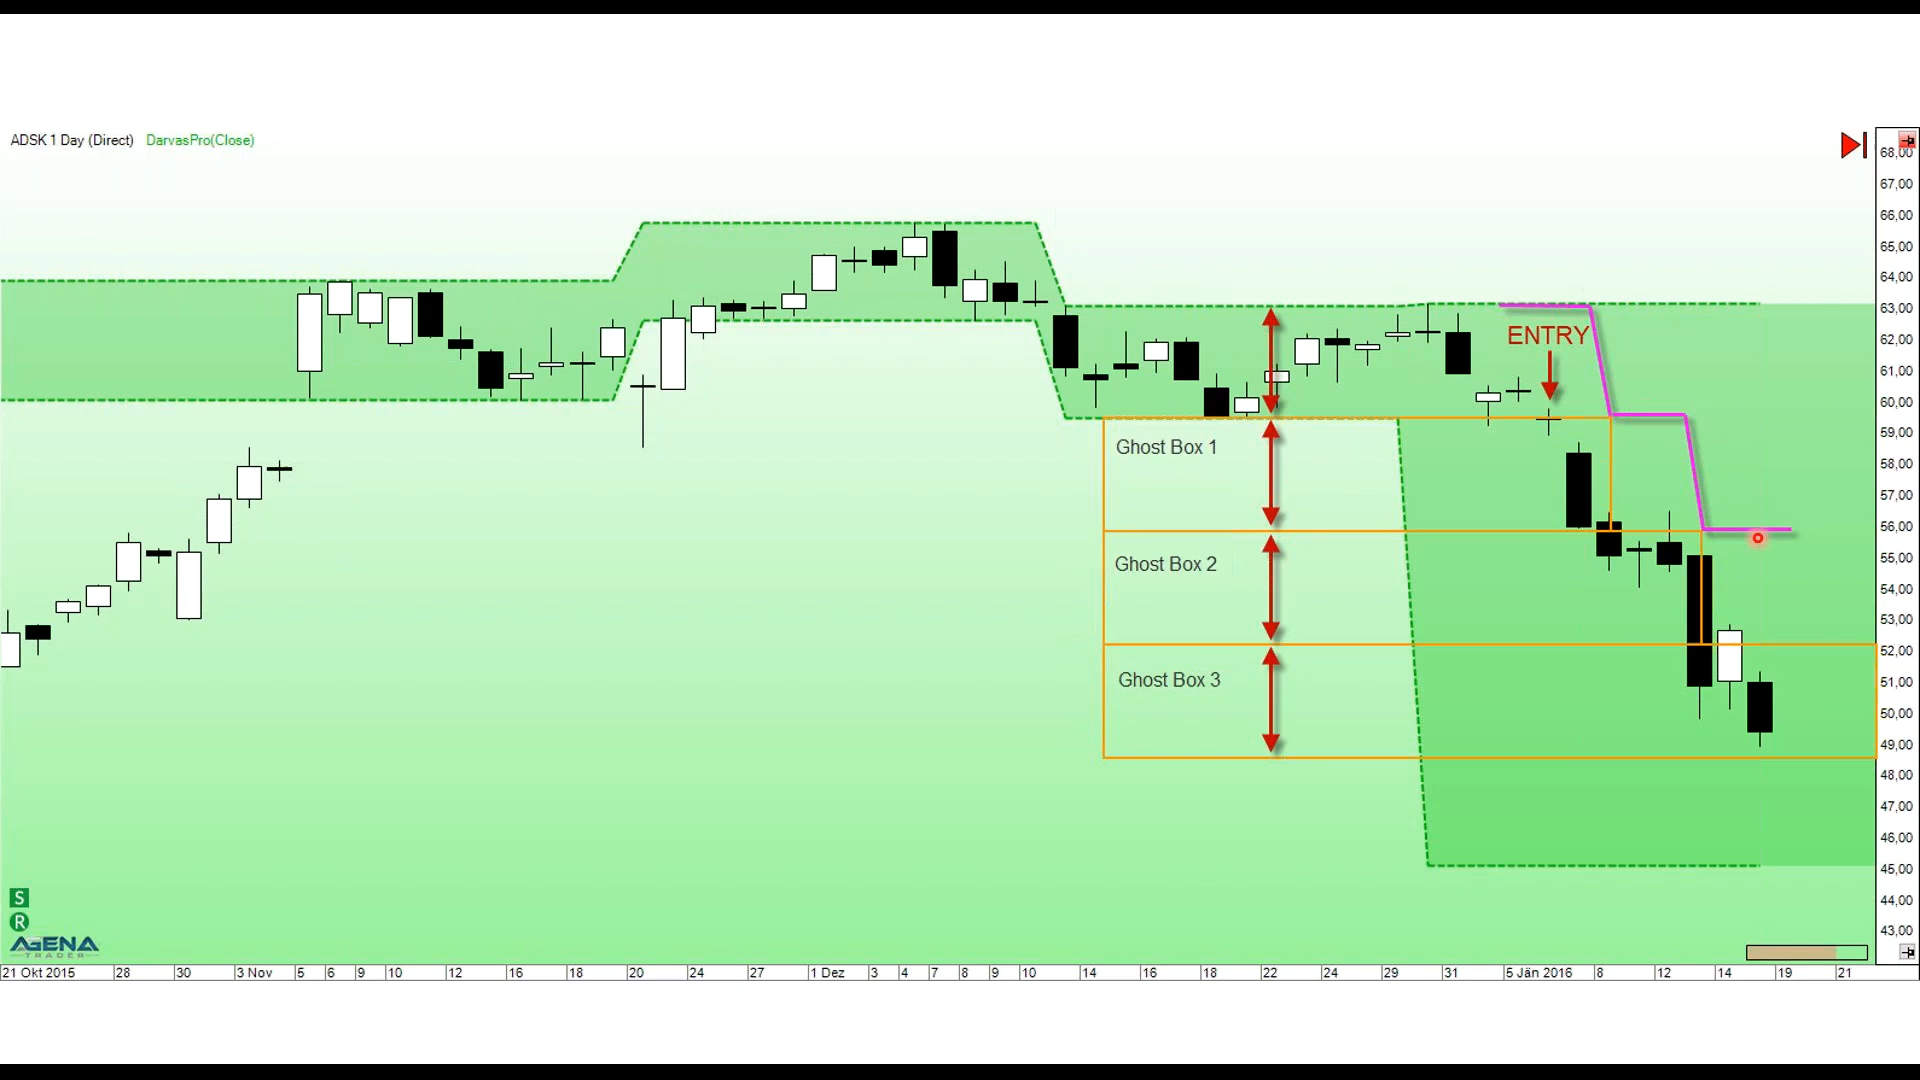 ADSK 1 Day (Direct) DarvasPro(Close)
68,00
67,00
66,00
65,00
64,00
63,00
ENTRY
62,00
61,00
60,00
59,00
Ghost Box 1
58,00
57,00
56,00
55,00
Ghost Box 2
54,00
53,00
52,00
51,00
Ghost Box 3
50,00
49,00
48,00
47,00
46,00
45,00
44,00
43,00
S
R
AGENA
TRADER
21 Okt 2015 28 30 3 Nov 5 6 9 10 12 16 18 20 24 27 1 Dez 3 4 7 8 9 10 14 16 18 22 24 29 31 5 Jän 2016 8 12 14 19 21